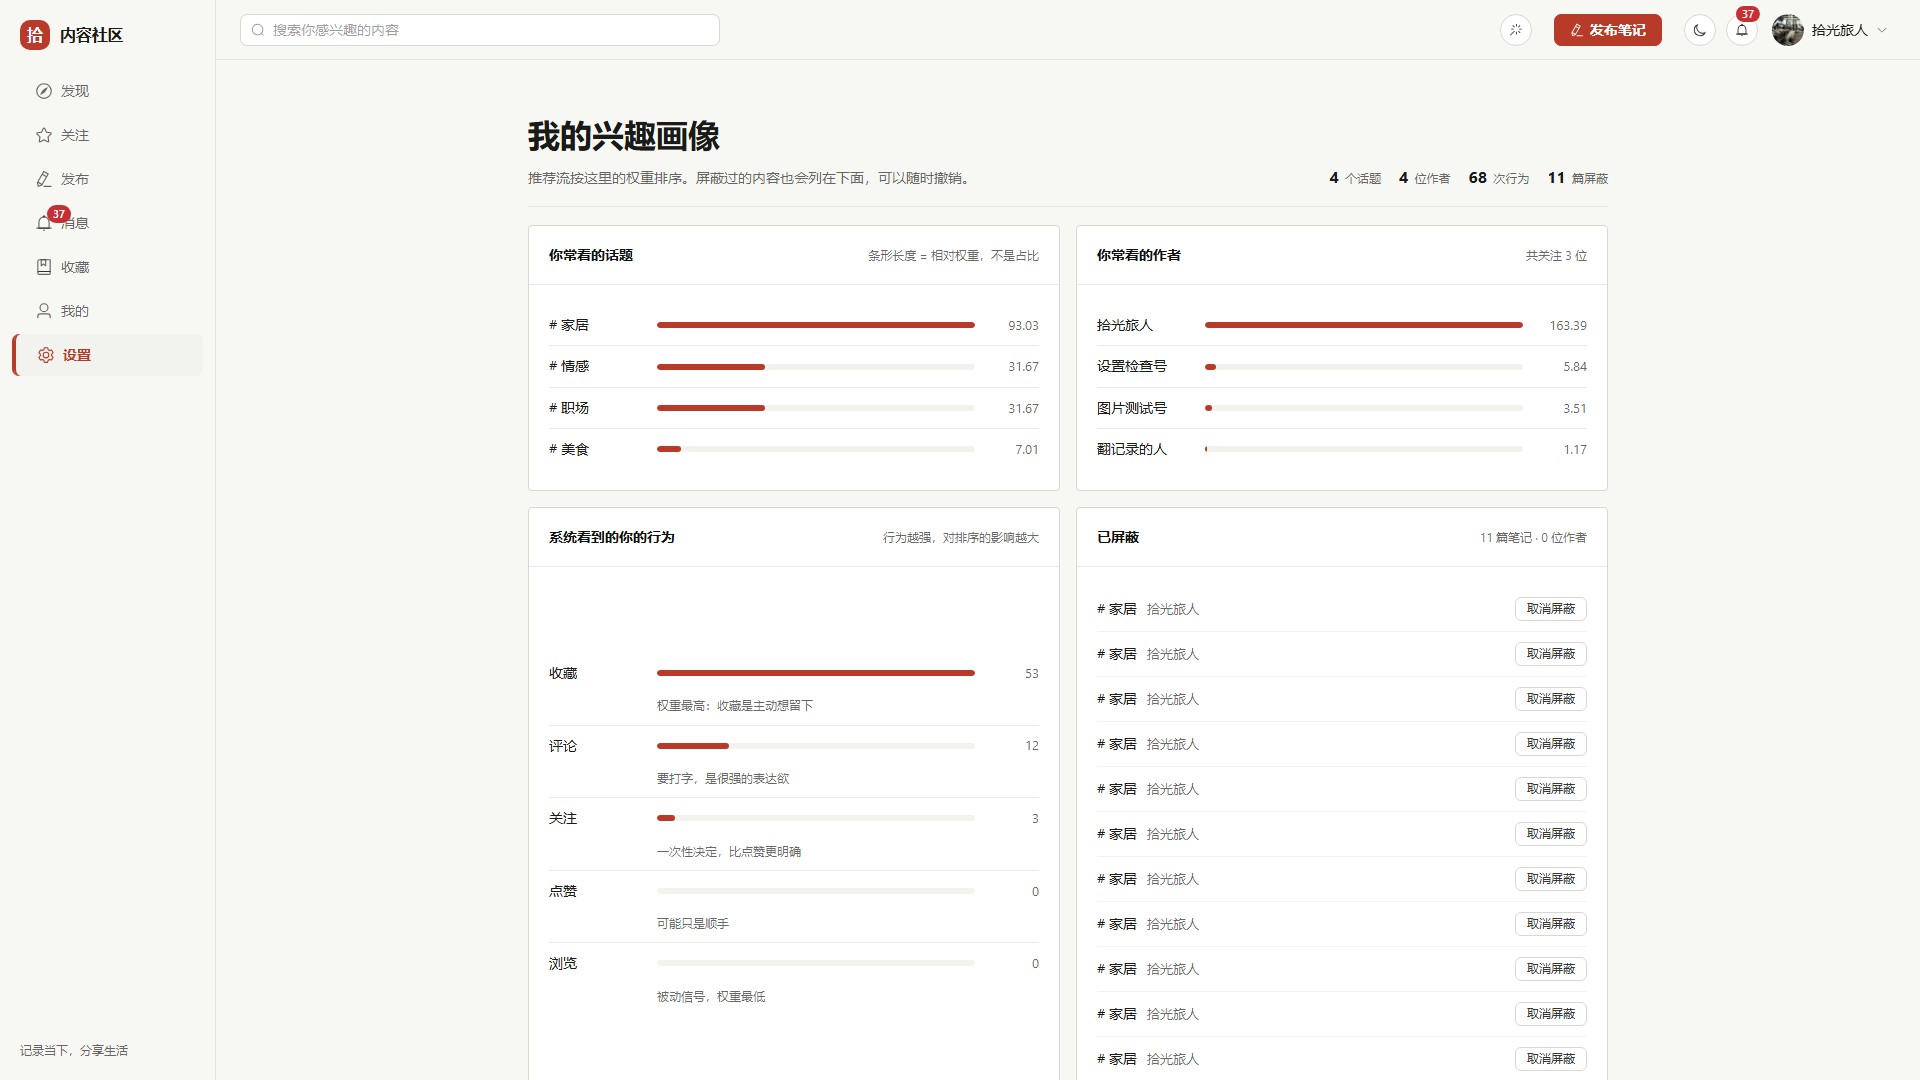 拾 内容社区
发现
关注
发布
37
消息
收藏
我的
设置
记录当下，分享生活
搜索你感兴趣的内容
发布笔记
37
拾光旅人
我的兴趣画像
推荐流按这里的权重排序。屏蔽过的内容也会列在下面，可以随时撤销。
4 个话题 4 位作者 68 次行为 11 篇屏蔽
你常看的话题 条形长度 = 相对权重，不是占比
# 家居 93.03
# 情感 31.67
# 职场 31.67
# 美食 7.01
你常看的作者 共关注 3 位
拾光旅人 163.39
设置检查号 5.84
图片测试号 3.51
翻记录的人 1.17
系统看到的你的行为 行为越强，对排序的影响越大
收藏 53
权重最高：收藏是主动想留下
评论 12
要打字，是很强的表达欲
关注 3
一次性决定，比点赞更明确
点赞 0
可能只是顺手
浏览 0
被动信号，权重最低
已屏蔽 11 篇笔记 · 0 位作者
# 家居 拾光旅人 取消屏蔽
# 家居 拾光旅人 取消屏蔽
# 家居 拾光旅人 取消屏蔽
# 家居 拾光旅人 取消屏蔽
# 家居 拾光旅人 取消屏蔽
# 家居 拾光旅人 取消屏蔽
# 家居 拾光旅人 取消屏蔽
# 家居 拾光旅人 取消屏蔽
# 家居 拾光旅人 取消屏蔽
# 家居 拾光旅人 取消屏蔽
# 家居 拾光旅人 取消屏蔽